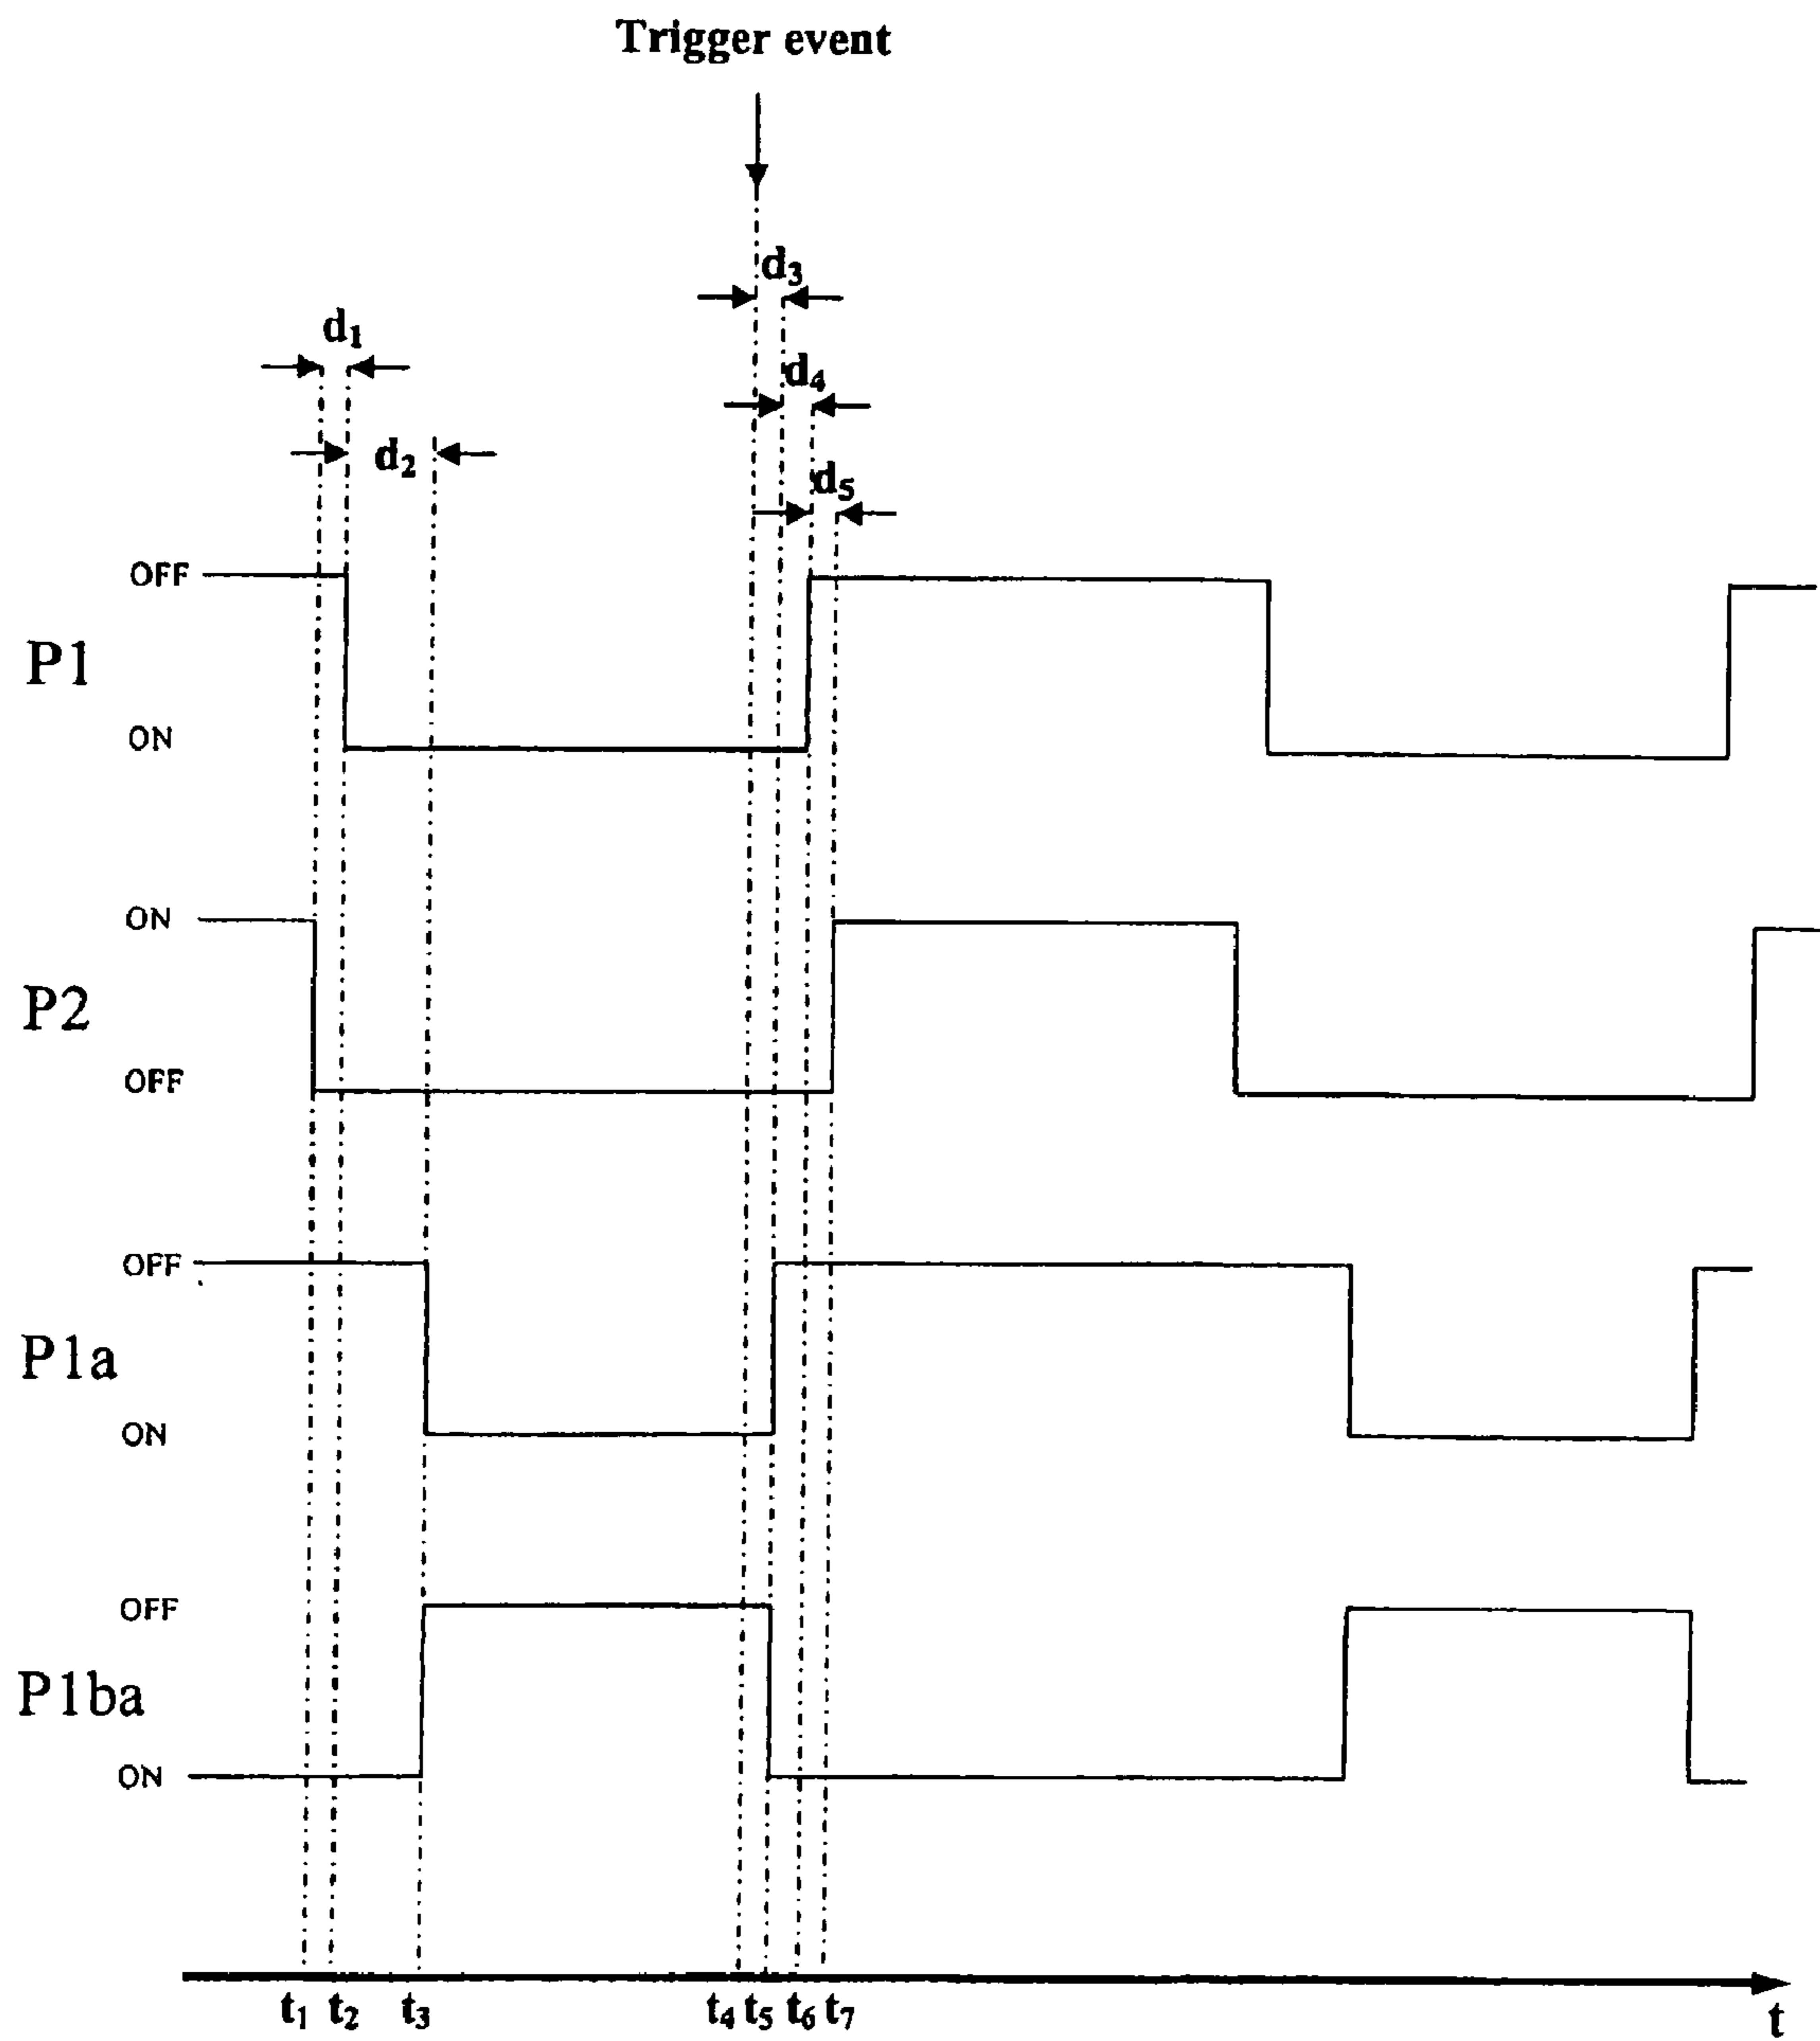 Trigger event
d₃
d₁
d₄
d₂
d₅
OFF
P1
ON
ON
P2
OFF
OFF
P1a
ON
OFF
P1ba
ON
t₁ t₂ t₃ t₄ t₅ t₆ t₇ t